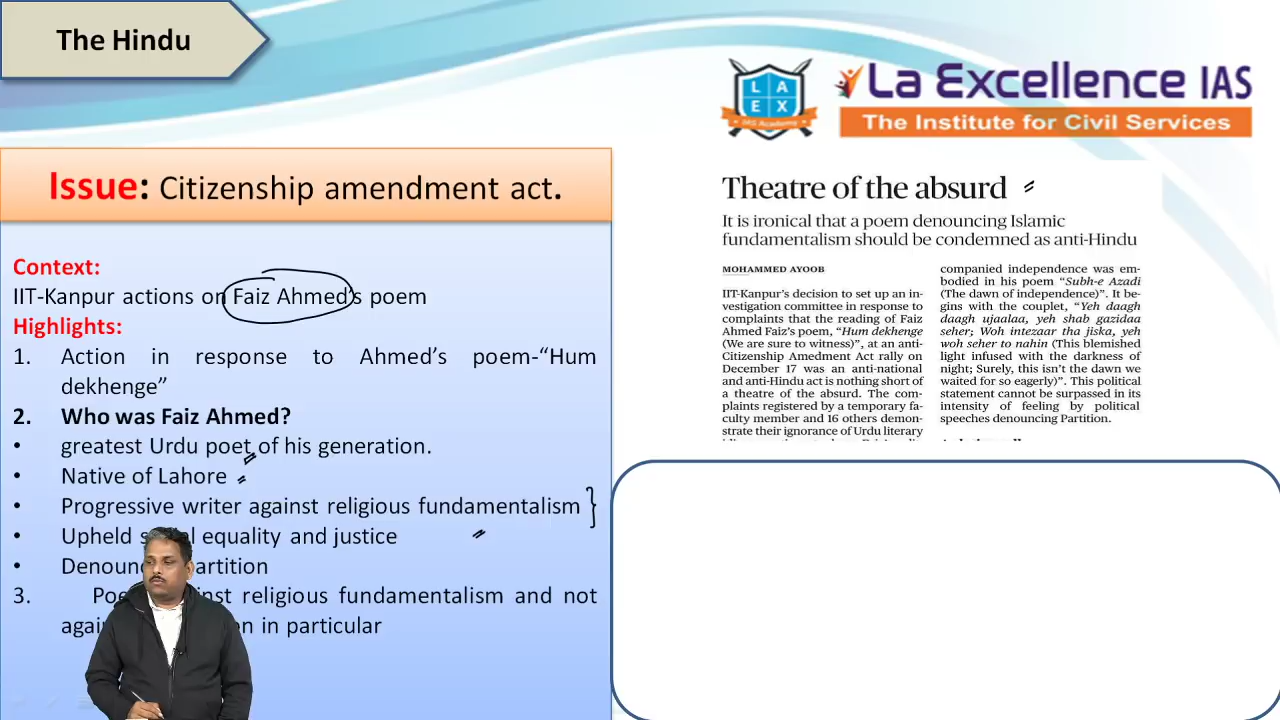 The Hindu
L A
E X
IAS Academy
La Excellence IAS
The Institute for Civil Services
Issue: Citizenship amendment act.
Context:
IIT-Kanpur actions on Faiz Ahmed's poem
Highlights:
1. Action in response to Ahmed's poem-“Hum
dekhenge”
2. Who was Faiz Ahmed?
• greatest Urdu poet of his generation.
• Native of Lahore
• Progressive writer against religious fundamentalism
• Upheld equality and justice
•
3. religious fundamentalism and not
in particular
Theatre of the absurd
It is ironical that a poem denouncing Islamic
fundamentalism should be condemned as anti-Hindu
MOHAMMED AYOOB
IIT-Kanpur's decision to set up an in-
vestigation committee in response to
complaints that the reading of Faiz
Ahmed Faiz's poem, “Hum dekhenge
(We are sure to witness)”, at an anti-
Citizenship Amedment Act rally on
December 17 was an anti-national
and anti-Hindu act is nothing short of
a theatre of the absurd. The com-
plaints registered by a temporary fa-
culty member and 16 others demon-
strate their ignorance of Urdu literary
companied independence was em-
bodied in his poem “Subh-e Azadi
(The dawn of independence)”. It be-
gins with the couplet, “Yeh daagh
daagh ujaalaa, yeh shab gazidaa
seher; Woh intezaar tha jiska, yeh
woh seher to nahin (This blemished
light infused with the darkness of
night; Surely, this isn't the dawn we
waited for so eagerly)”. This political
statement cannot be surpassed in its
intensity of feeling by political
speeches denouncing Partition.